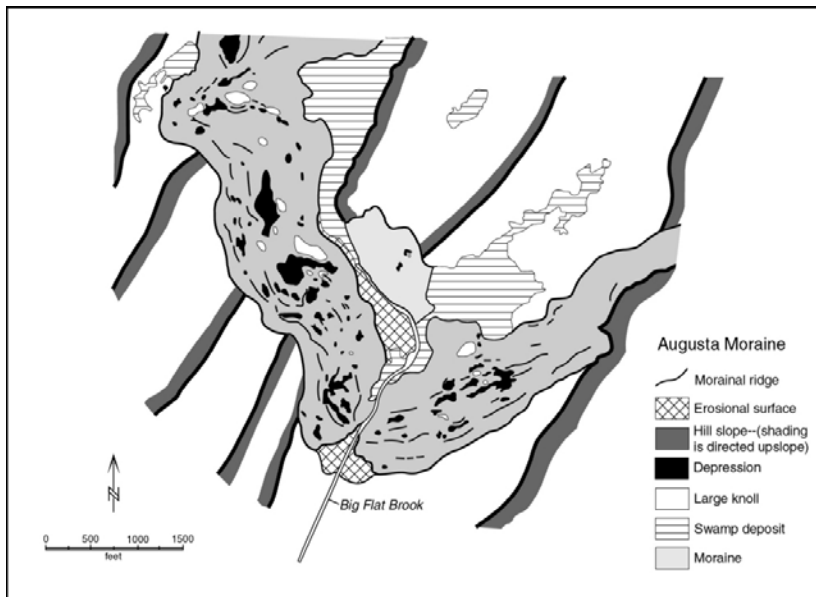 Augusta Moraine
Morainal ridge
Erosional surface
Hill slope--(shading
is directed upslope)
Depression
Large knoll
Swamp deposit
Moraine
N
Big Flat Brook
0 500 1000 1500
feet